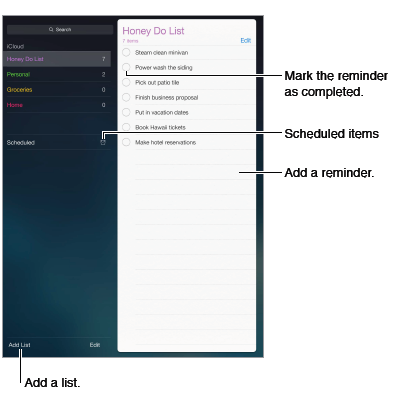 Search
iCloud
Honey Do List 7
Personal 2
Groceries 0
Home 0
Scheduled
Add List Edit
Honey Do List
7 items Edit
Steam clean minivan
Power wash the siding
Pick out patio tile
Finish business proposal
Put in vacation dates
Book Hawaii tickets
Make hotel reservations
Mark the reminder
as completed.
Scheduled items
Add a reminder.
Add a list.